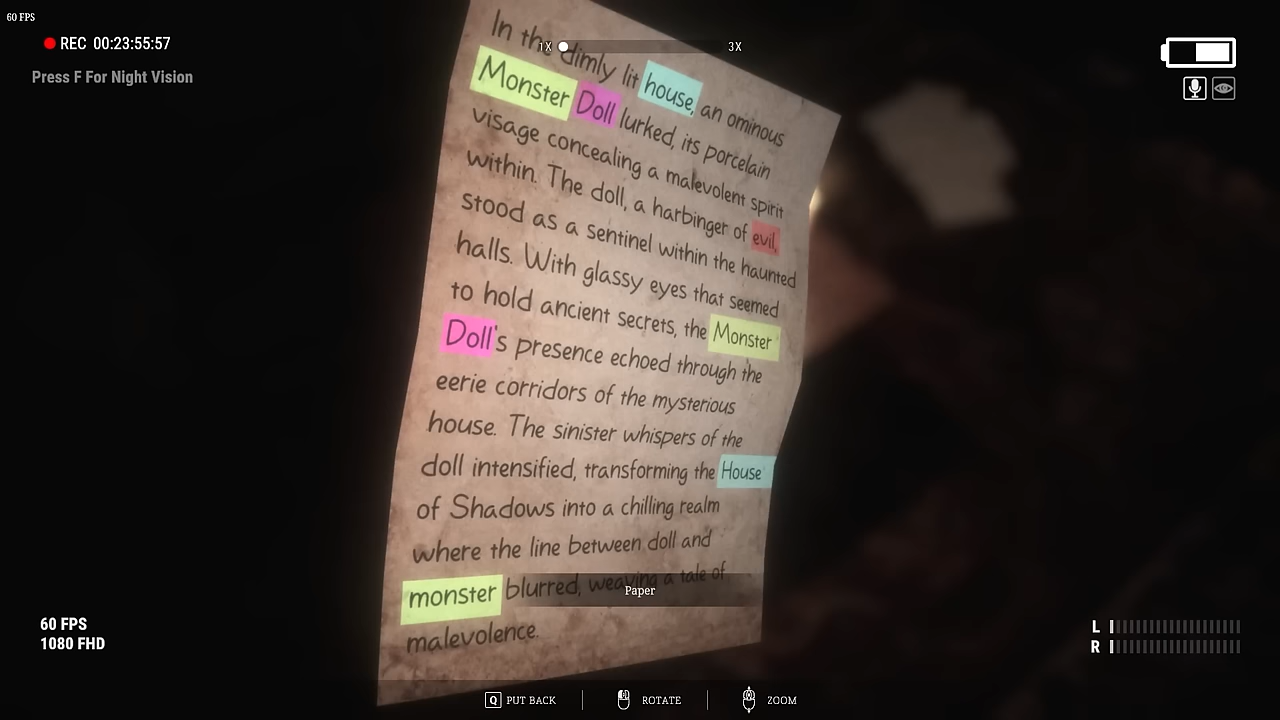 60 FPS
REC 00:23:55:57
Press F For Night Vision
1X 3X
In the dimly lit house, an ominous
Monster Doll lurked, its porcelain
visage concealing a malevolent spirit
within. The doll, a harbinger of evil,
stood as a sentinel within the haunted
halls. With glassy eyes that seemed
to hold ancient secrets, the Monster
Doll's presence echoed through the
eerie corridors of the mysterious
house. The sinister whispers of the
doll intensified, transforming the House
of Shadows into a chilling realm
where the line between doll and
monster blurred, weaving a tale of
malevolence.
Paper
60 FPS
1080 FHD
L
R
Q PUT BACK
ROTATE
ZOOM